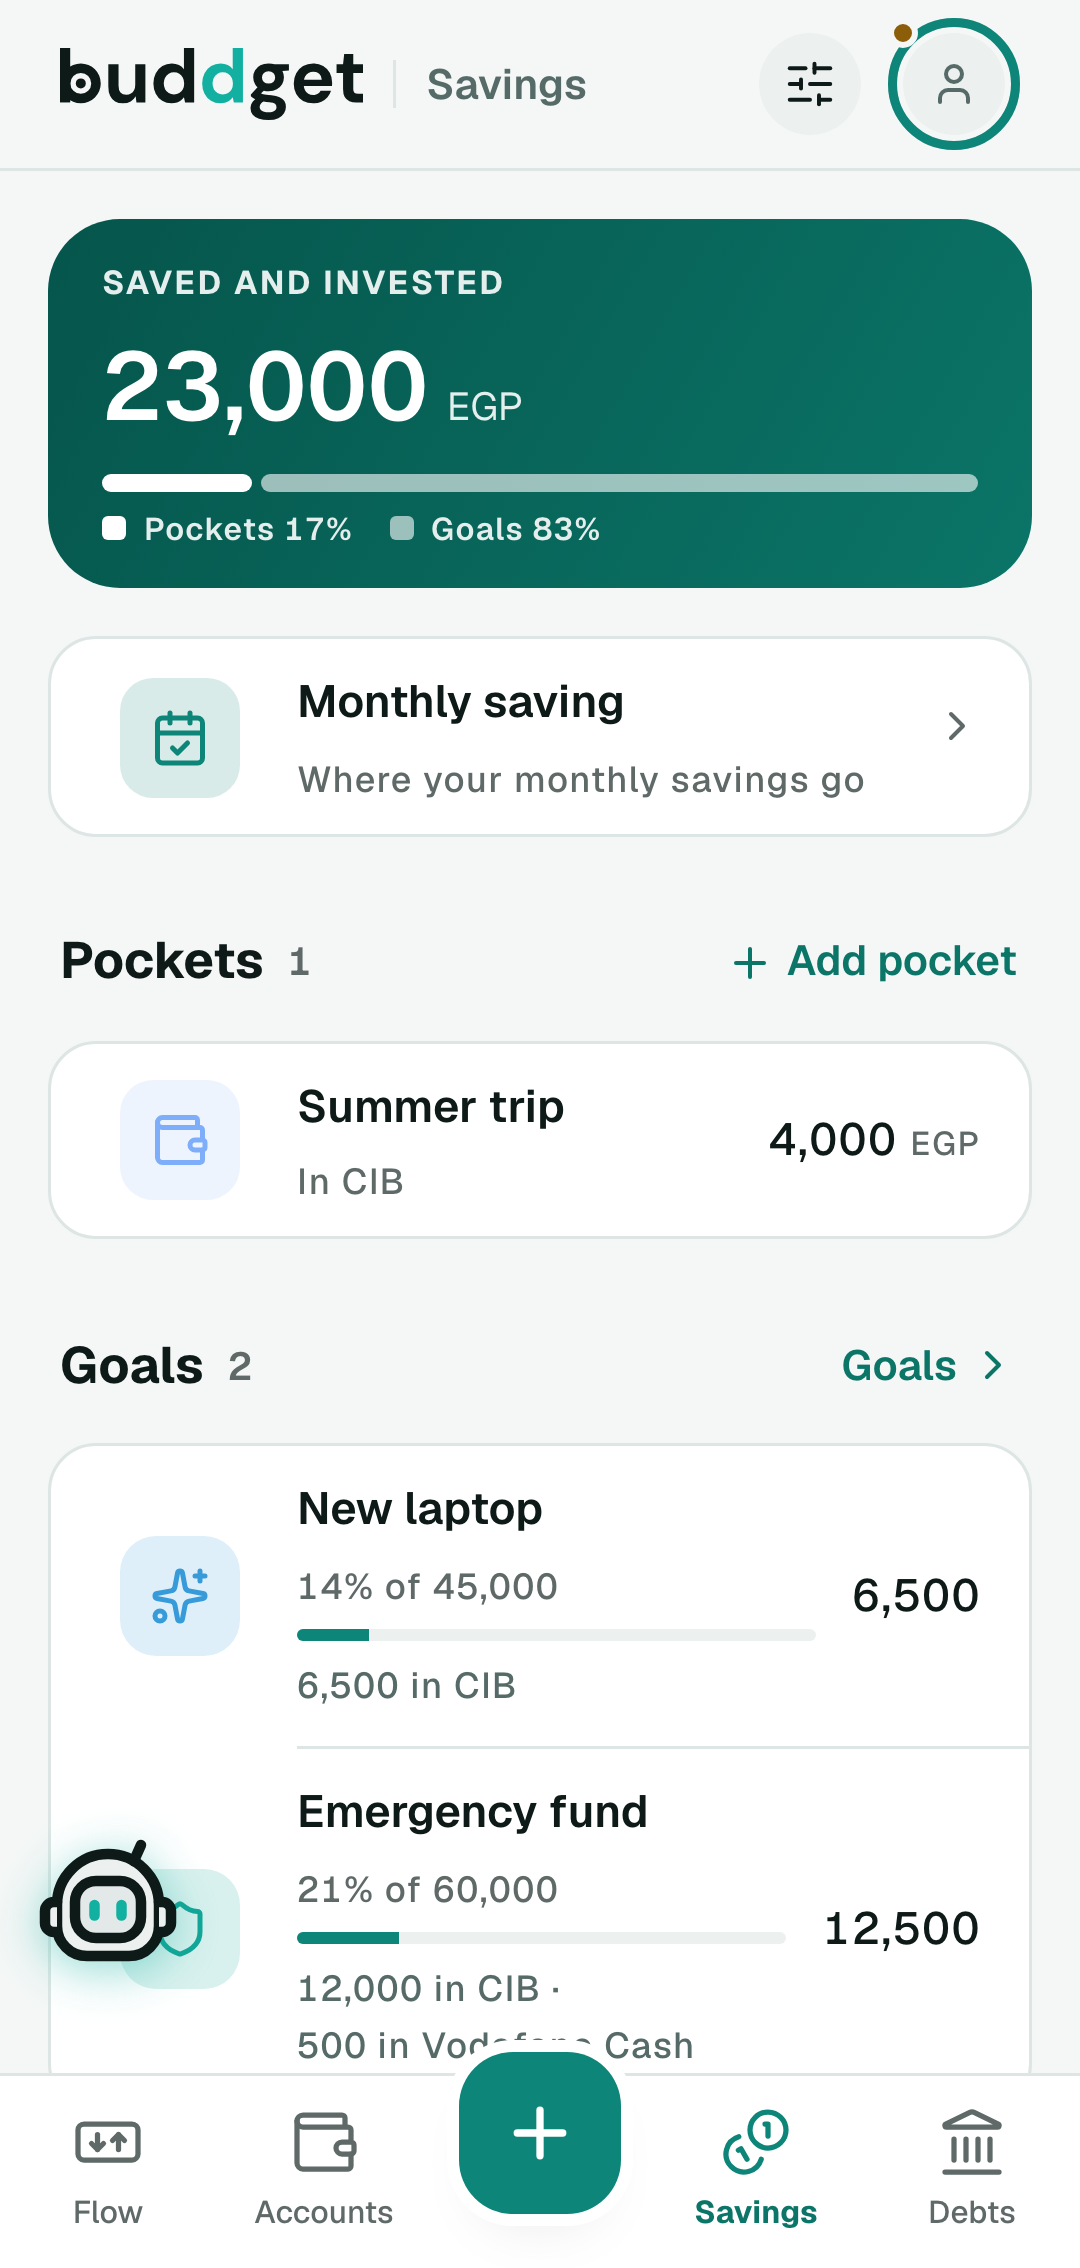 buddget
Savings
SAVED AND INVESTED
23,000 EGP
Pockets 17% Goals 83%
Monthly saving
Where your monthly savings go
Pockets 1
Add pocket
Summer trip
In CIB
4,000 EGP
Goals 2
Goals
New laptop
14% of 45,000
6,500
6,500 in CIB
Emergency fund
21% of 60,000
12,500
12,000 in CIB ·
500 in Vodafone Cash
Flow
Accounts
Savings
Debts